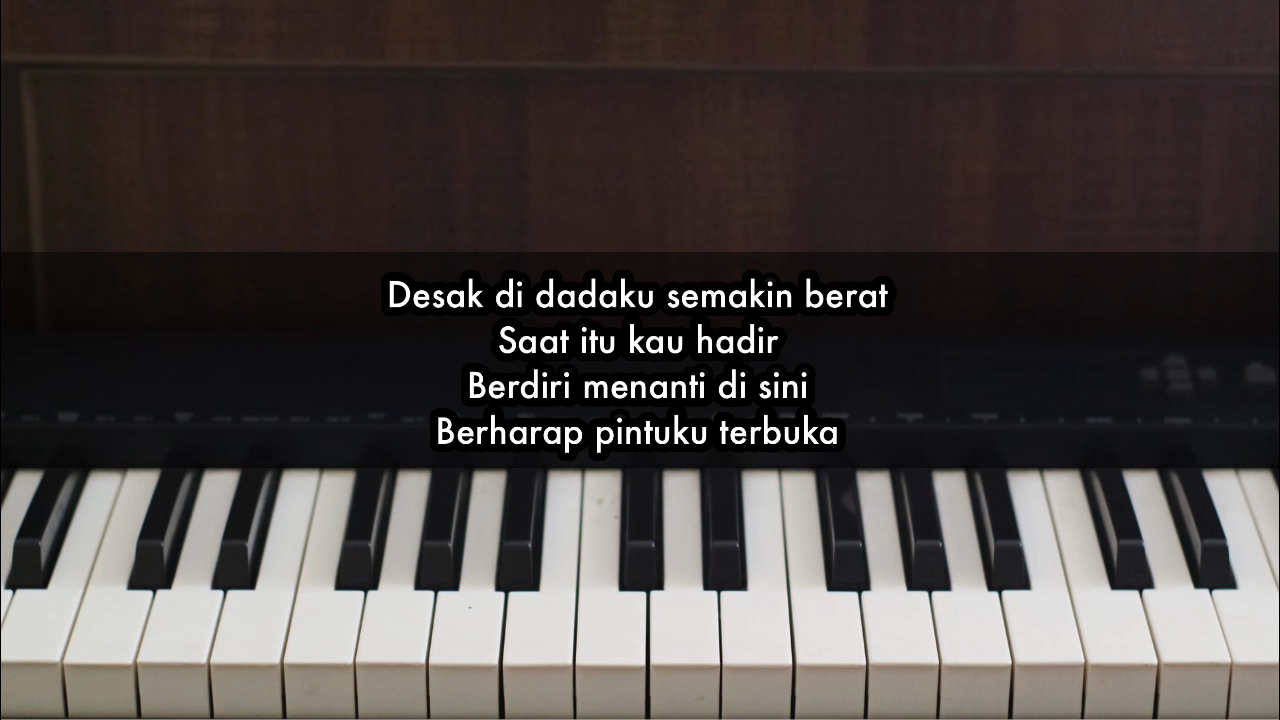 Desak di dadaku semakin berat
Saat itu kau hadir
Berdiri menanti di sini
Berharap pintuku terbuka